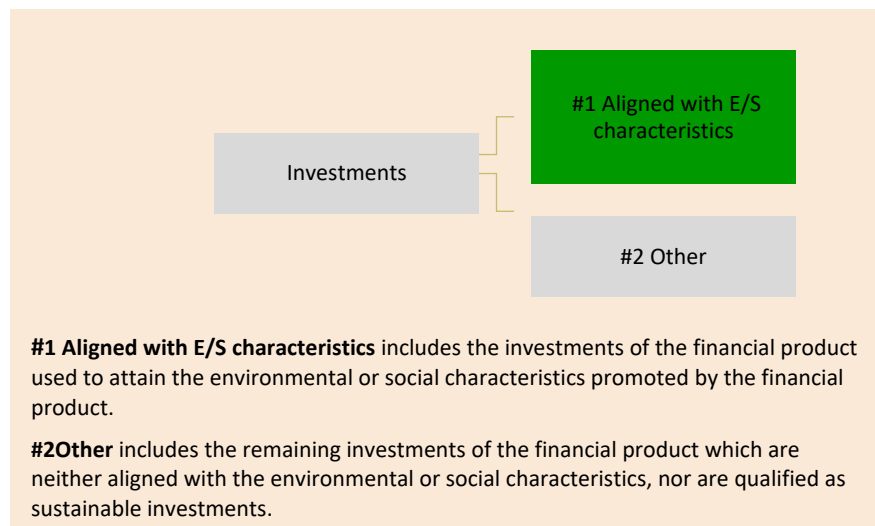 #1 Aligned with E/S
characteristics
Investments
#2 Other
#1 Aligned with E/S characteristics includes the investments of the financial product
used to attain the environmental or social characteristics promoted by the financial
product.
#2Other includes the remaining investments of the financial product which are
neither aligned with the environmental or social characteristics, nor are qualified as
sustainable investments.